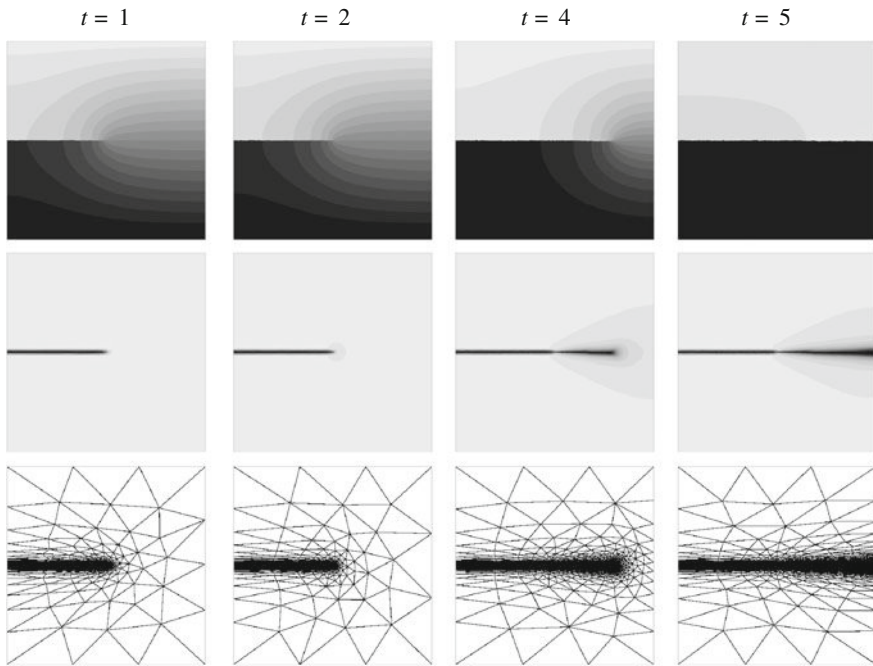 t = 1 t = 2 t = 4 t = 5